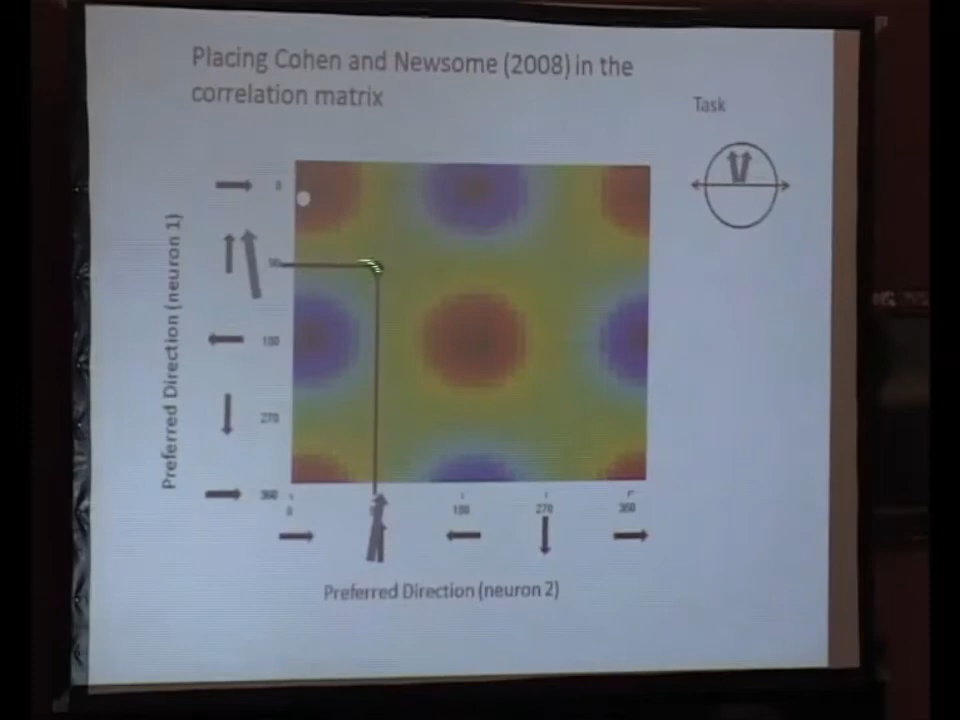 Placing Cohen and Newsome (2008) in the
correlation matrix
Task
Preferred Direction (neuron 1)
0
90
180
270
360
0
180
270
360
Preferred Direction (neuron 2)